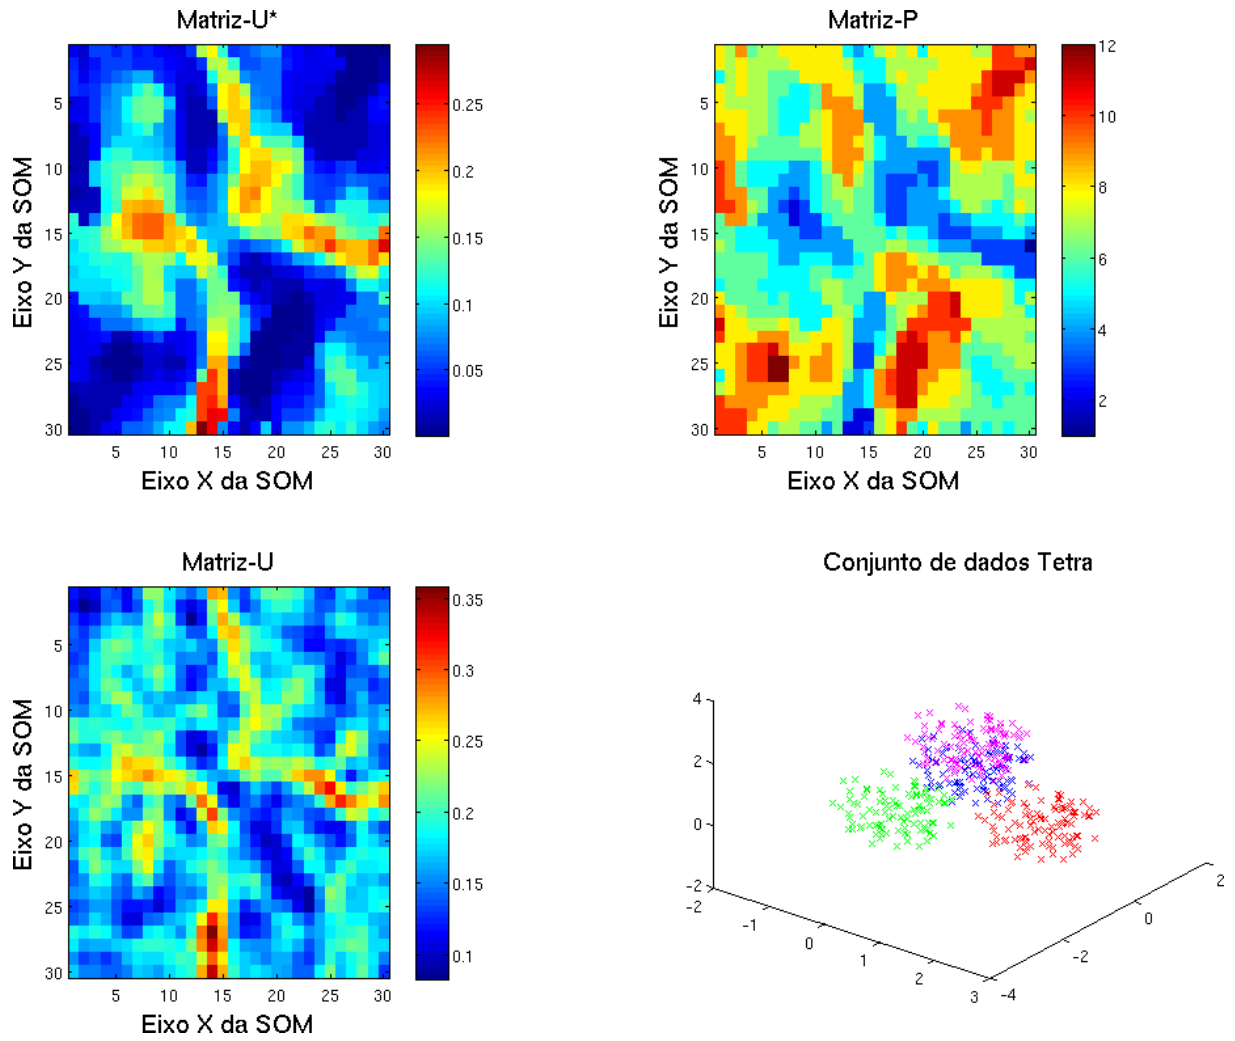 Matriz-U*
5
10
15
20
25
30
5 10 15 20 25 30
Eixo X da SOM
Eixo Y da SOM
0.25
0.2
0.15
0.1
0.05
Matriz-P
5
10
15
20
25
30
5 10 15 20 25 30
Eixo X da SOM
Eixo Y da SOM
12
10
8
6
4
2
Matriz-U
5
10
15
20
25
30
5 10 15 20 25 30
Eixo X da SOM
Eixo Y da SOM
0.35
0.3
0.25
0.2
0.15
0.1
Conjunto de dados Tetra
4
2
0
-2
-2 -1 0 1 2 3
-4 -2 0 2